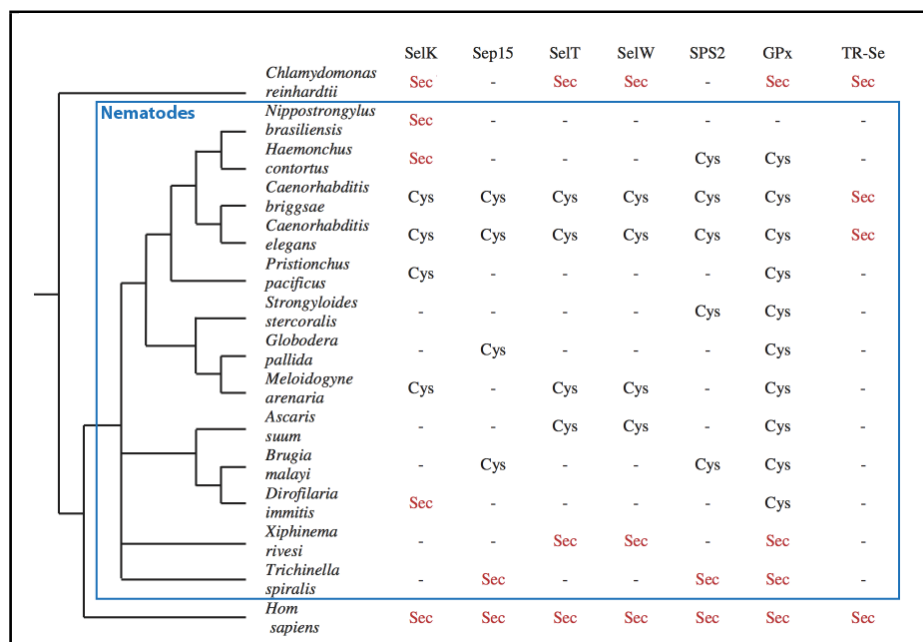 SelK Sep15 SelT SelW SPS2 GPx TR-Se
Chlamydomonas
reinhardtii Sec - Sec Sec - Sec Sec
Nematodes
Nippostrongylus
brasiliensis Sec - - - - - -
Haemonchus
contortus Sec - - - Cys Cys -
Caenorhabditis
briggsae Cys Cys Cys Cys Cys Cys Sec
Caenorhabditis
elegans Cys Cys Cys Cys Cys Cys Sec
Pristionchus
pacificus Cys - - - - Cys -
Strongyloides
stercoralis - - - - Cys Cys -
Globodera
pallida - Cys - - - Cys -
Meloidogyne
arenaria Cys - Cys Cys - Cys -
Ascaris
suum - - Cys Cys - Cys -
Brugia
malayi - Cys - - Cys Cys -
Dirofilaria
immitis Sec - - - - Cys -
Xiphinema
rivesi - - Sec Sec - Sec -
Trichinella
spiralis - Sec - - Sec Sec -
Hom
sapiens Sec Sec Sec Sec Sec Sec Sec